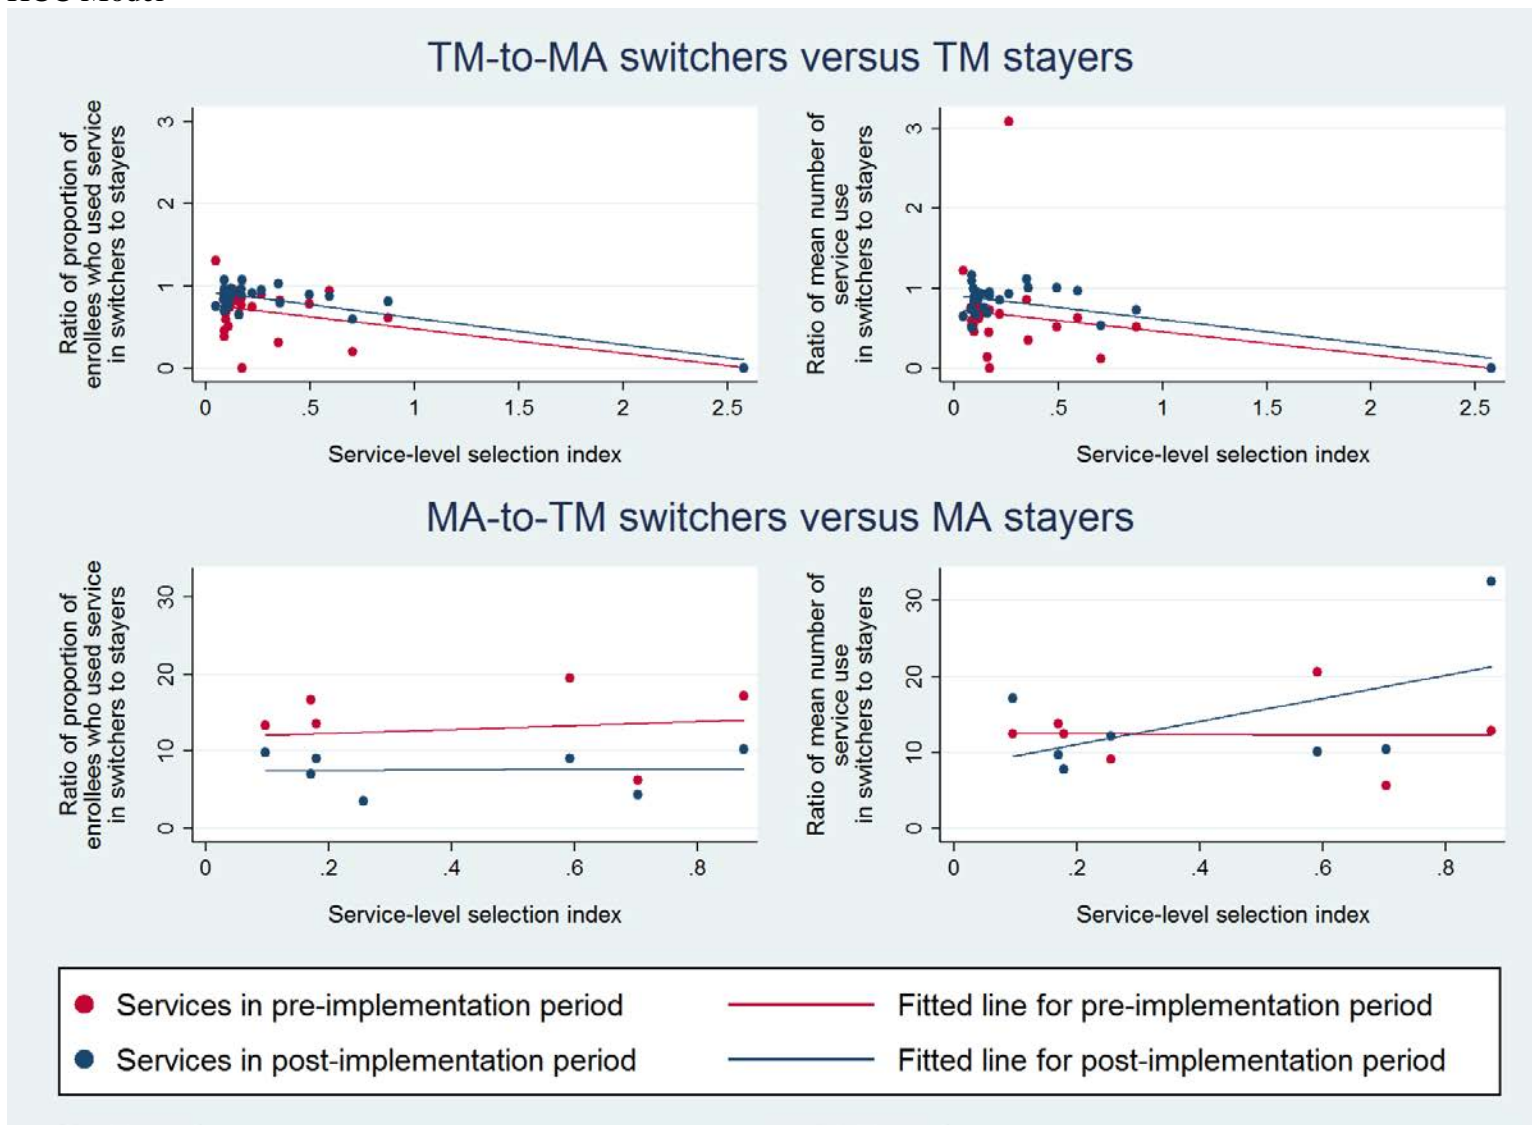 TM-to-MA switchers versus TM stayers
Ratio of proportion of
enrollees who used service
in switchers to stayers
3
2
1
0
0 .5 1 1.5 2 2.5
Service-level selection index
Ratio of mean number of
service use
in switchers to stayers
3
2
1
0
0 .5 1 1.5 2 2.5
Service-level selection index
MA-to-TM switchers versus MA stayers
Ratio of proportion of
enrollees who used service
in switchers to stayers
30
20
10
0
0 .2 .4 .6 .8
Service-level selection index
Ratio of mean number of
service use
in switchers to stayers
30
20
10
0
0 .2 .4 .6 .8
Service-level selection index
Services in pre-implementation period
Fitted line for pre-implementation period
Services in post-implementation period
Fitted line for post-implementation period